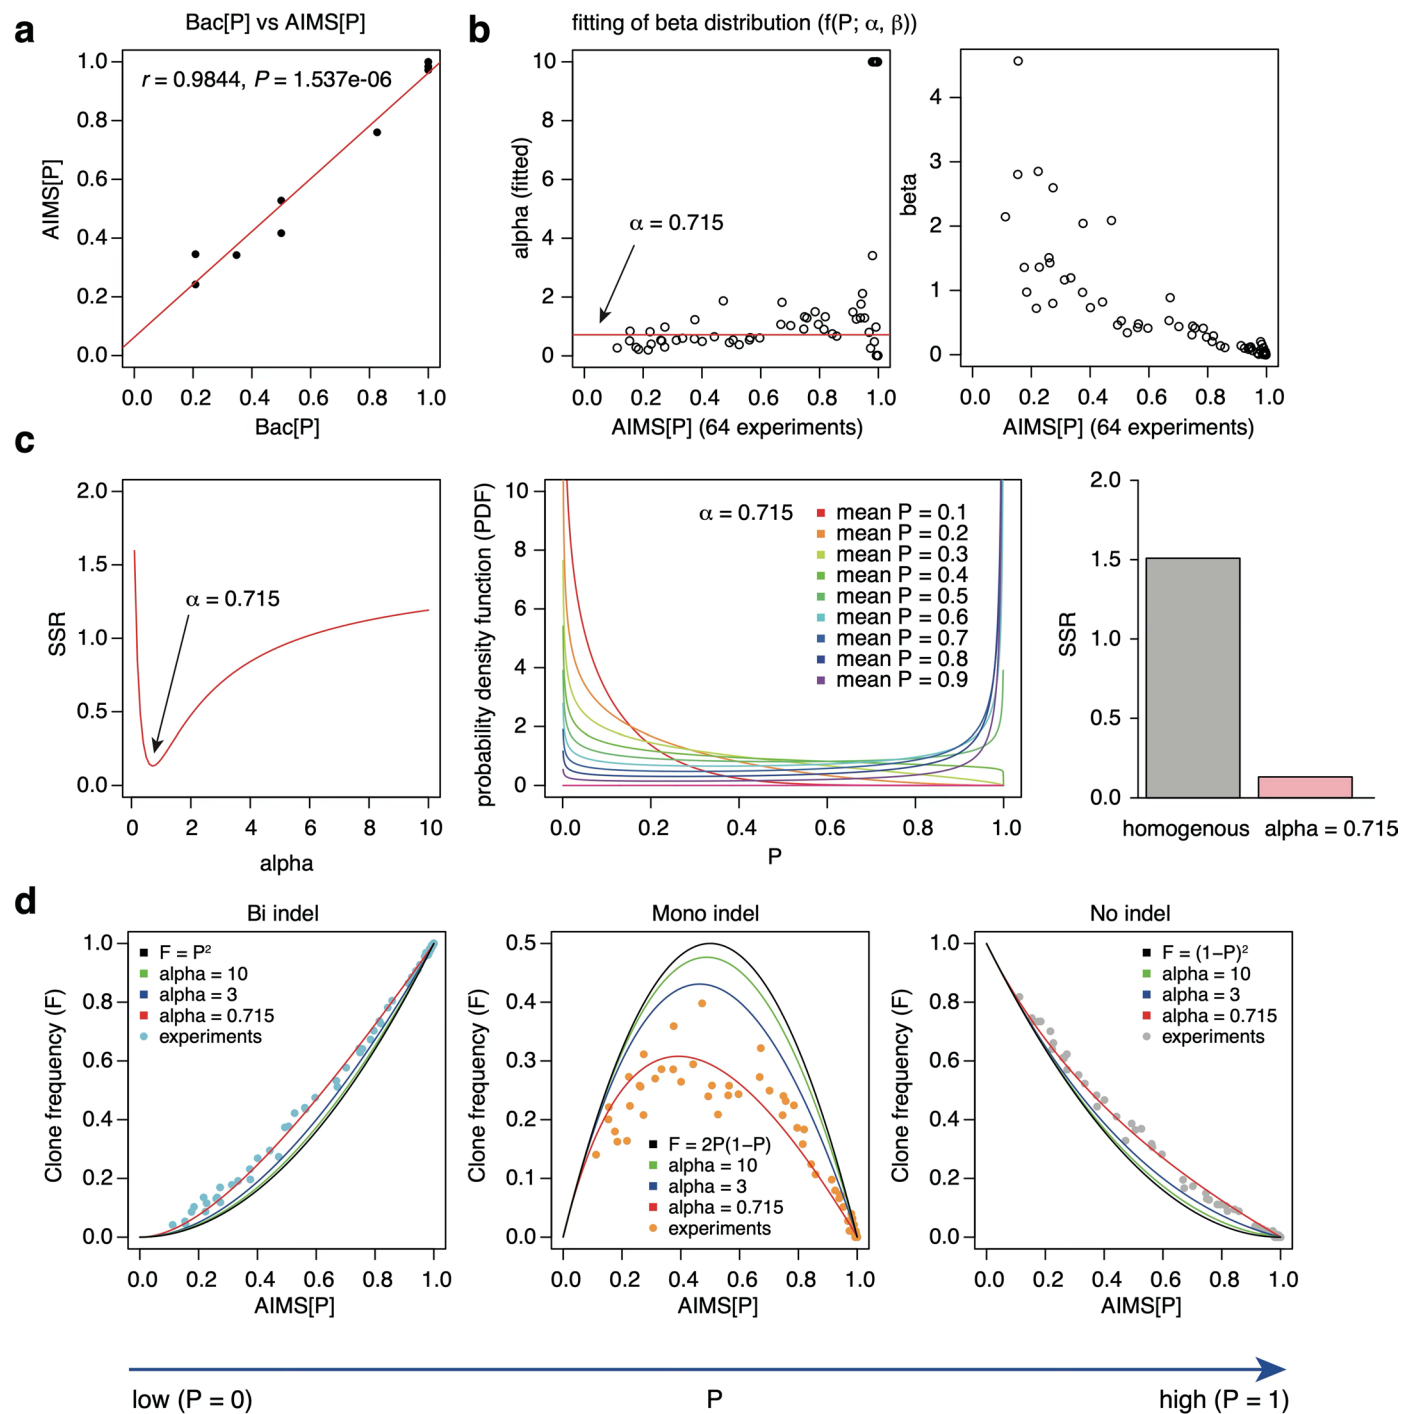 a
Bac[P] vs AIMS[P]
r = 0.9844, P = 1.537e-06
AIMS[P]
1.0
0.8
0.6
0.4
0.2
0.0
0.0 0.2 0.4 0.6 0.8 1.0
Bac[P]
b
fitting of beta distribution (f(P; α, β))
alpha (fitted)
10
8
6
4
2
0
α = 0.715
0.0 0.2 0.4 0.6 0.8 1.0
AIMS[P] (64 experiments)
beta
4
3
2
1
0
0.0 0.2 0.4 0.6 0.8 1.0
AIMS[P] (64 experiments)
c
SSR
2.0
1.5
1.0
0.5
0.0
α = 0.715
0 2 4 6 8 10
alpha
probability density function (PDF)
10
8
6
4
2
0
α = 0.715
mean P = 0.1
mean P = 0.2
mean P = 0.3
mean P = 0.4
mean P = 0.5
mean P = 0.6
mean P = 0.7
mean P = 0.8
mean P = 0.9
0.0 0.2 0.4 0.6 0.8 1.0
P
SSR
2.0
1.5
1.0
0.5
0.0
homogenous alpha = 0.715
d
Bi indel
Clone frequency (F)
1.0
0.8
0.6
0.4
0.2
0.0
F = P²
alpha = 10
alpha = 3
alpha = 0.715
experiments
0.0 0.2 0.4 0.6 0.8 1.0
AIMS[P]
Mono indel
Clone frequency (F)
0.5
0.4
0.3
0.2
0.1
0.0
F = 2P(1−P)
alpha = 10
alpha = 3
alpha = 0.715
experiments
0.0 0.2 0.4 0.6 0.8 1.0
AIMS[P]
No indel
Clone frequency (F)
1.0
0.8
0.6
0.4
0.2
0.0
F = (1−P)²
alpha = 10
alpha = 3
alpha = 0.715
experiments
0.0 0.2 0.4 0.6 0.8 1.0
AIMS[P]
low (P = 0) P high (P = 1)